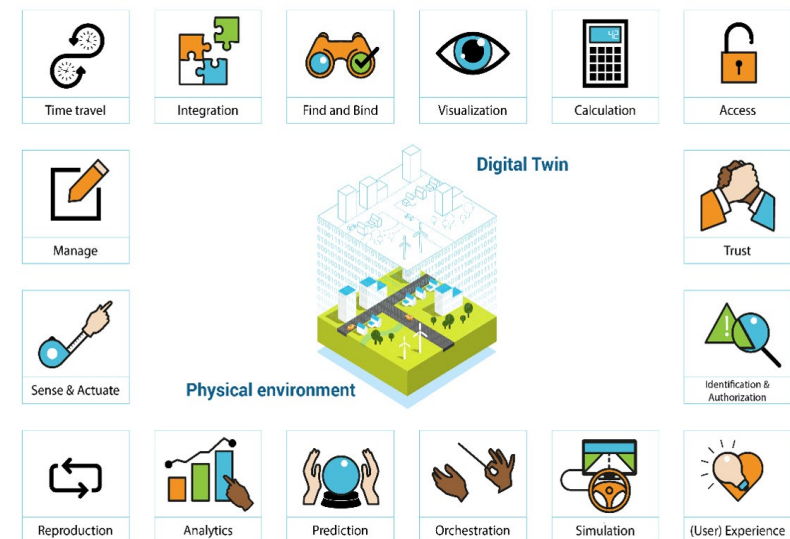 42
Time travel
Integration
Find and Bind
Visualization
Calculation
Access
Digital Twin
Manage
Trust
Sense & Actuate
Physical environment
Identification &
Authorization
Reproduction
Analytics
Prediction
Orchestration
Simulation
(User) Experience